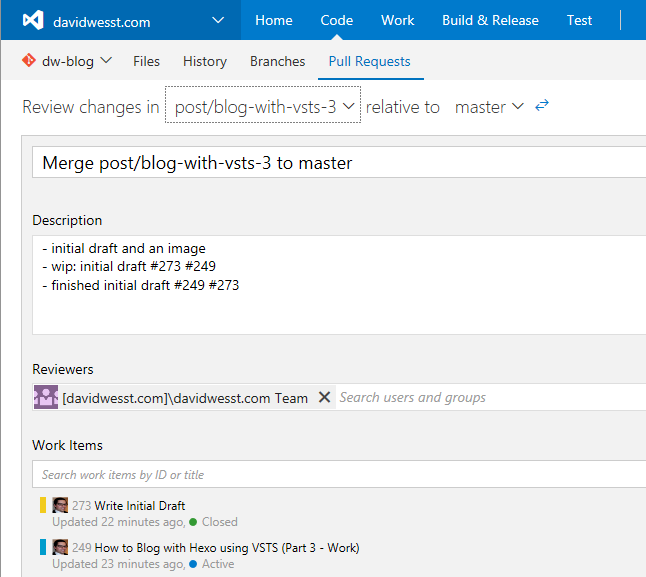 davidwesst.com Home Code Work Build & Release Test
dw-blog Files History Branches Pull Requests
Review changes in post/blog-with-vsts-3 relative to master
Merge post/blog-with-vsts-3 to master
Description
- initial draft and an image
- wip: initial draft #273 #249
- finished initial draft #249 #273
Reviewers
[davidwesst.com]\davidwesst.com Team Search users and groups
Work Items
Search work items by ID or title
273 Write Initial Draft
Updated 22 minutes ago, Closed
249 How to Blog with Hexo using VSTS (Part 3 - Work)
Updated 23 minutes ago, Active